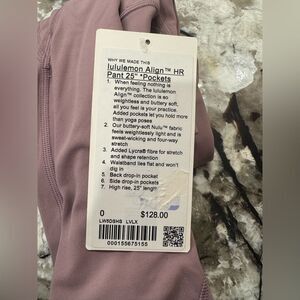 WHY WE MADE THIS
lululemon Align™ HR
Pant 25" *Pockets
1. When feeling nothing is
everything. The lululemon
Align™ collection is so
weightless and buttery soft,
all you feel is your practice.
Added pockets let you hold more
than yoga poses
2. Our buttery-soft Nulu™ fabric
feels weightlessly light and is
sweat-wicking and four-way
stretch
3. Added Lycra® fibre for stretch
and shape retention
4. Waistband lies flat and won't
dig in
5. Back drop-in pocket
6. Side drop-in pockets
7. High rise, 25" length
0 $128.00
LW5DSHS LVLX
000155675155